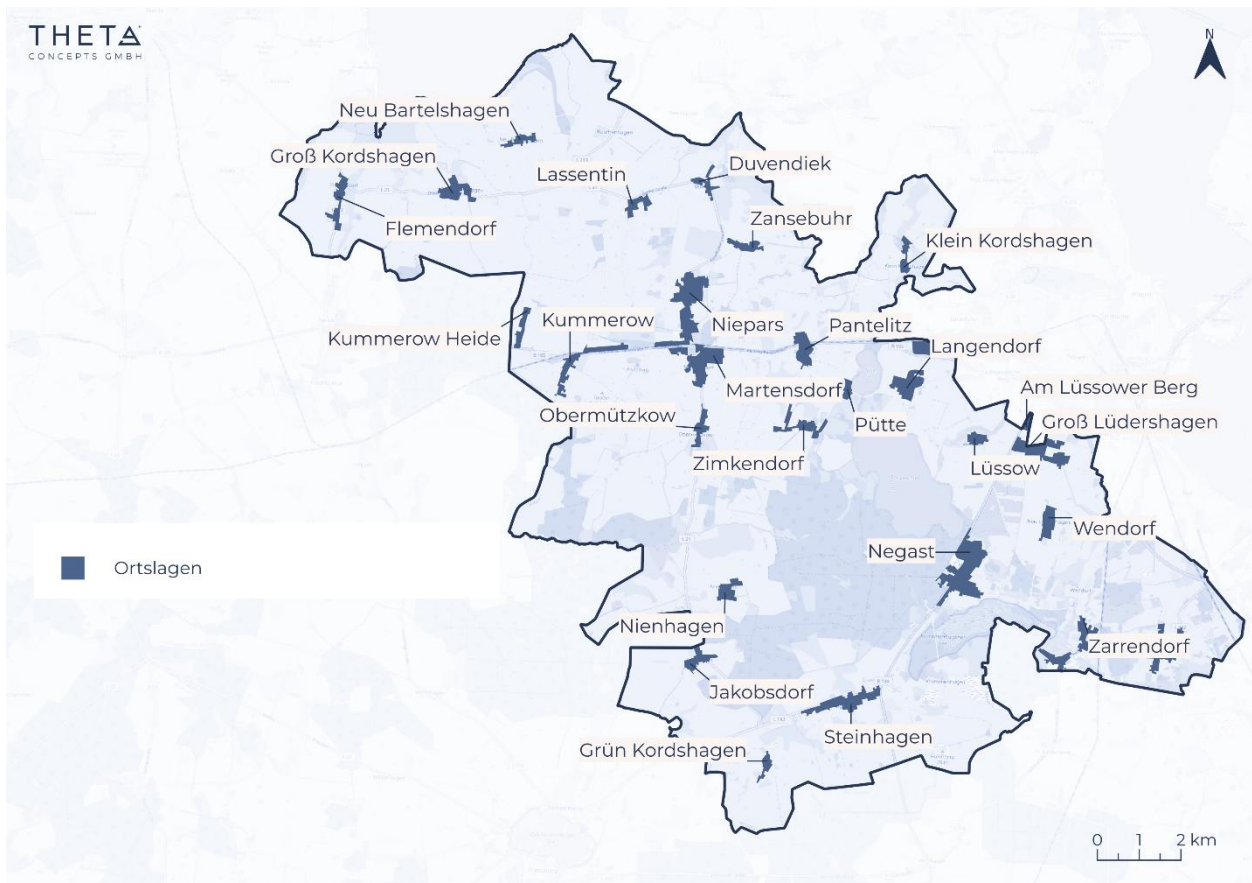 THETA
CONCEPTS GMBH
N
Neu Bartelshagen
Groß Kordshagen
Duvendiek
Lassentin
Flemendorf
Zansebuhr
Klein Kordshagen
Kummerow
Niepars
Pantelitz
Kummerow Heide
Langendorf
Martensdorf
Am Lüssower Berg
Obermützkow
Pütte
Groß Lüdershagen
Zimkendorf
Lüssow
Wendorf
Negast
Ortslagen
Nienhagen
Zarrendorf
Jakobsdorf
Steinhagen
Grün Kordshagen
0 1 2 km